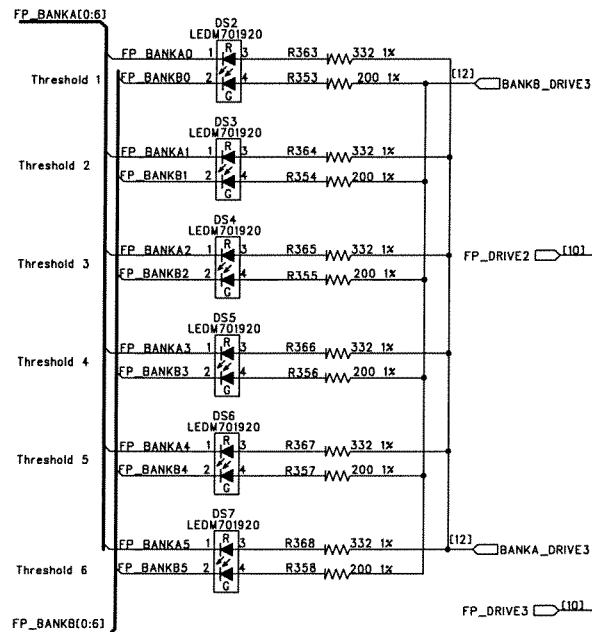 FP_BANKA[0:6]
DS2
LEDM701920
FP_BANKA0 1 R 3 R363 332 1%
Threshold 1
FP_BANKB0 2 G 4 R353 200 1%
[12] BANKB_DRIVE3
DS3
LEDM701920
FP_BANKA1 1 R 3 R364 332 1%
Threshold 2
FP_BANKB1 2 G 4 R354 200 1%
DS4
LEDM701920
FP_BANKA2 1 R 3 R365 332 1%
FP_DRIVE2 [10]
Threshold 3
FP_BANKB2 2 G 4 R355 200 1%
DS5
LEDM701920
FP_BANKA3 1 R 3 R366 332 1%
Threshold 4
FP_BANKB3 2 G 4 R356 200 1%
DS6
LEDM701920
FP_BANKA4 1 R 3 R367 332 1%
Threshold 5
FP_BANKB4 2 G 4 R357 200 1%
DS7
LEDM701920
FP_BANKA5 1 R 3 R368 332 1%
[12] BANKA_DRIVE3
Threshold 6
FP_BANKB5 2 G 4 R358 200 1%
FP_BANKB[0:6]
FP_DRIVE3 [10]